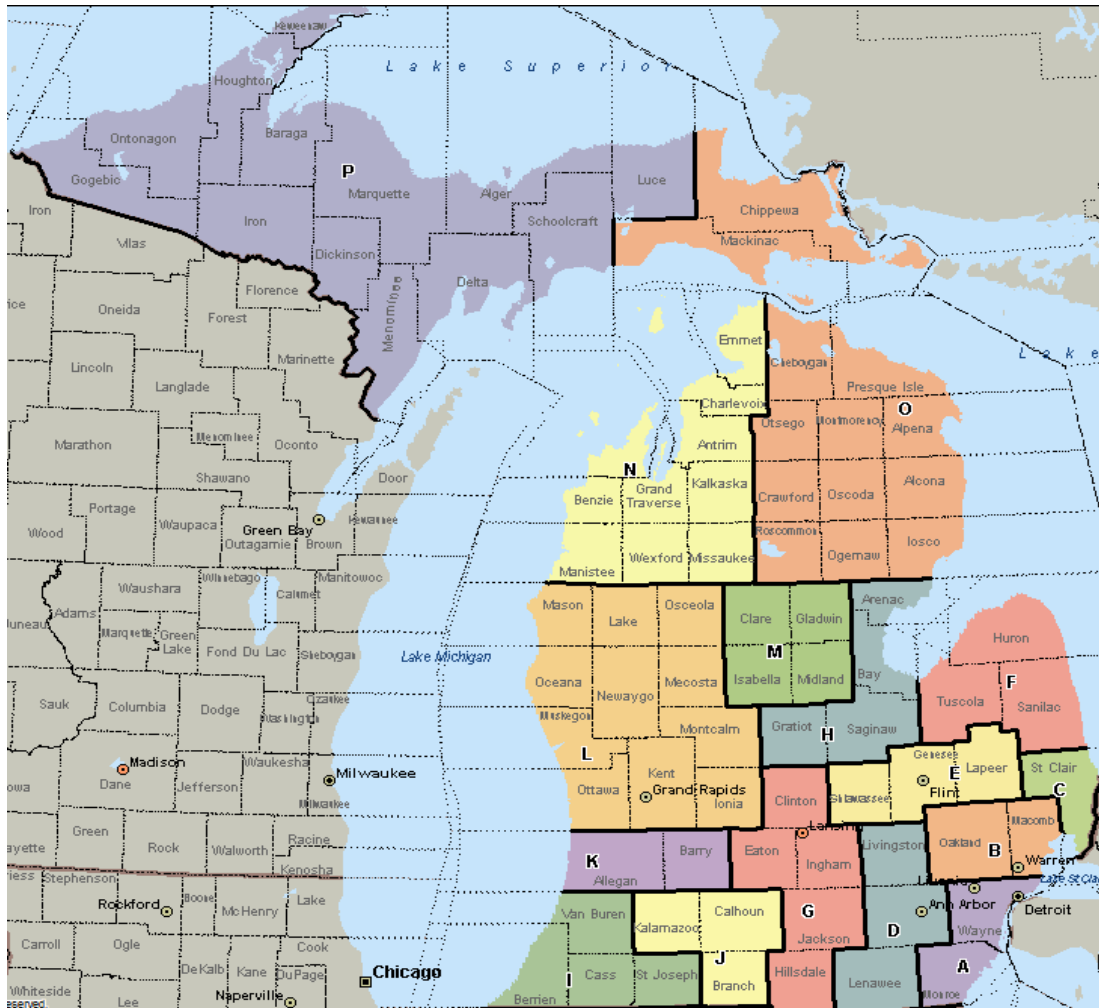 Keweenaw
Lake Superior
Houghton
Ontonagon
Baraga
P
Gogebic
Marquette
Alger
Luce
Iron
Iron
Schoolcraft
Chippewa
Mackinac
Vilas
Dickinson
Delta
Florence
Menominee
Oneida
Forest
Emmet
Cheboygan
Lake
Marinette
Lincoln
Langlade
Presque Isle
Charlevoix
O
Otsego
Montmorency
Alpena
Marathon
Menominee
Oconto
Antrim
Shawano
Door
N
Kalkaska
Benzie
Grand
Traverse
Crawford
Oscoda
Alcona
Portage
Waupaca
Green Bay
Kewaunee
Wood
Outagamie
Brown
Roscommon
Iosco
Wexford
Missaukee
Ogemaw
Manistee
Winnebago
Manitowoc
Waushara
Calumet
Arenac
Adams
Mason
Osceola
Juneau
Marquette
Green
Lake
Lake
Clare
Gladwin
Huron
Fond Du Lac
Sheboygan
Lake Michigan
M
Oceana
Mecosta
Isabella
Midland
Bay
F
Newaygo
Sauk
Columbia
Dodge
Ozaukee
Tuscola
Sanilac
Muskegon
Washington
Montcalm
Gratiot
Saginaw
H
L
Genesee
Madison
Waukesha
Milwaukee
Kent
E
Lapeer
St Clair
Dane
Jefferson
Flint
C
Ottawa
Grand Rapids
Ionia
Clinton
Shiawassee
Milwaukee
Macomb
Green
Rock
Walworth
Racine
Livingston
Oakland
B
Kenosha
K
Barry
Eaton
Ingham
Warren
Allegan
Stephenson
Boone
Lake
Lake St Cla
Rockford
McHenry
Van Buren
Calhoun
G
Ann Arbor
Detroit
Kalamazoo
D
Wayne
Carroll
Ogle
Cook
Jackson
J
DeKalb
Kane
DuPage
Chicago
I
Cass
St Joseph
Hillsdale
A
Whiteside
Lee
Naperville
Berrien
Branch
Lenawee
Monroe
eserved